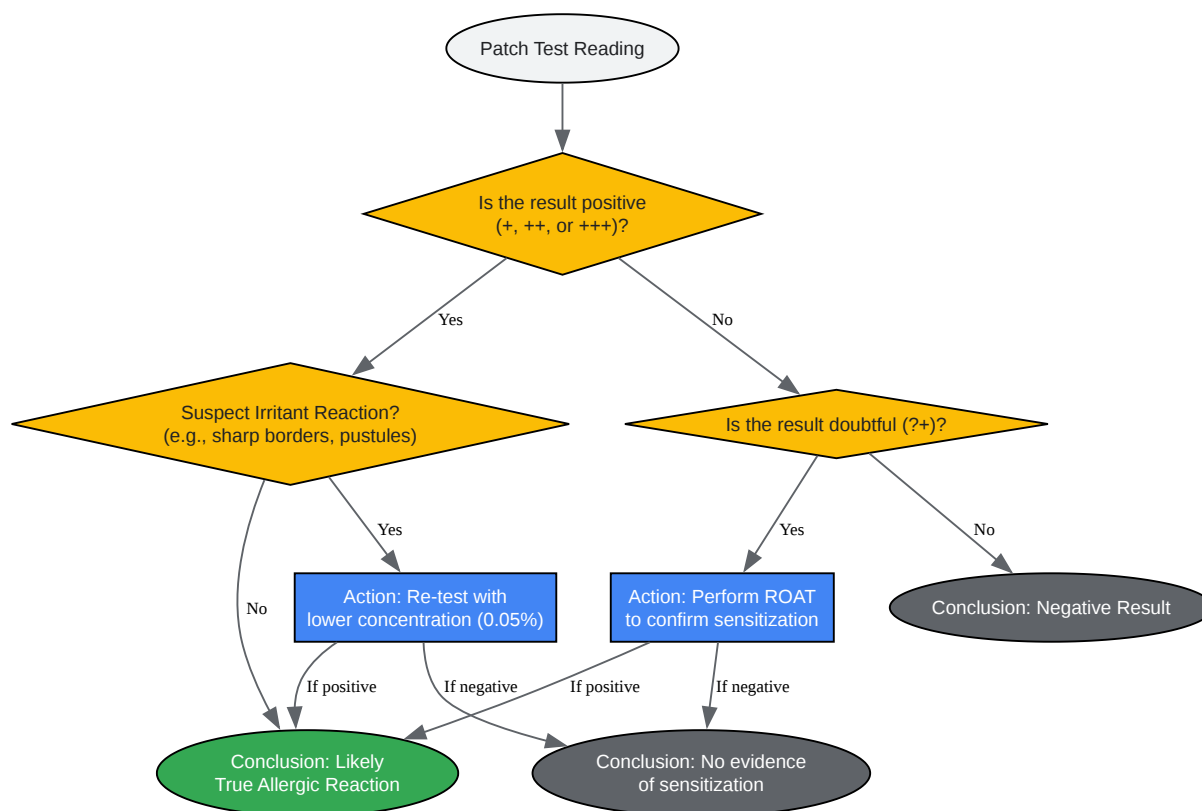 Patch Test Reading
Is the result positive
(+, ++, or +++)?
Yes
No
Suspect Irritant Reaction?
(e.g., sharp borders, pustules)
Is the result doubtful (?+)?
Yes
Yes
No
No
Action: Re-test with
lower concentration (0.05%)
Action: Perform ROAT
to confirm sensitization
Conclusion: Negative Result
If positive
If negative
If positive
If negative
Conclusion: Likely
True Allergic Reaction
Conclusion: No evidence
of sensitization